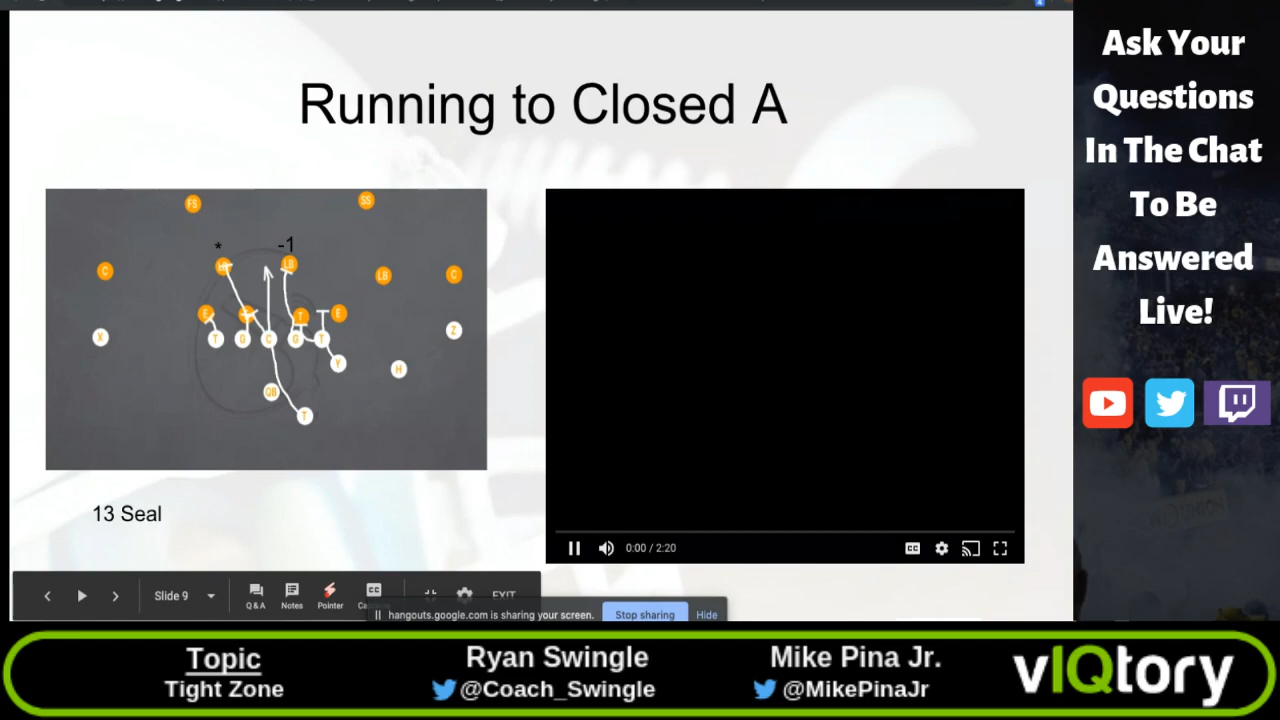 Running to Closed A
Ask Your
Questions
In The Chat
To Be
Answered
Live!
FS
SS
* -1
C
LB
LB
C
E
T
E
X
T
G
C
G
T
Z
Y
H
QB
T
13 Seal
0:00 / 2:20
Slide 9
Q & A
Notes
Pointer
EXIT
hangouts.google.com is sharing your screen.
Stop sharing
Hide
Topic
Tight Zone
Ryan Swingle
@Coach_Swingle
Mike Pina Jr.
@MikePinaJr
vIQtory